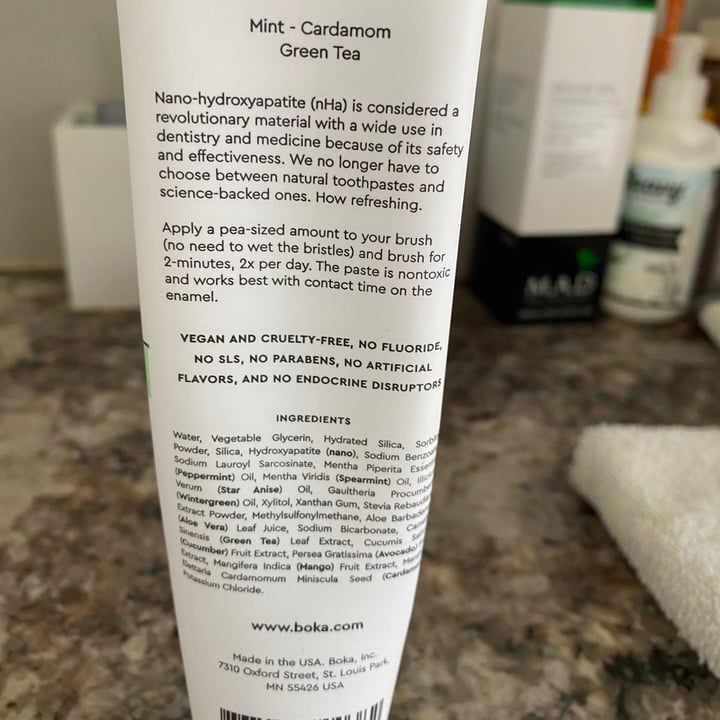 Mint - Cardamom
Green Tea
Nano-hydroxyapatite (nHa) is considered a
revolutionary material with a wide use in
dentistry and medicine because of its safety
and effectiveness. We no longer have to
choose between natural toothpastes and
science-backed ones. How refreshing.
Apply a pea-sized amount to your brush
(no need to wet the bristles) and brush for
2-minutes, 2x per day. The paste is nontoxic
and works best with contact time on the
enamel.
VEGAN AND CRUELTY-FREE, NO FLUORIDE,
NO SLS, NO PARABENS, NO ARTIFICIAL
FLAVORS, AND NO ENDOCRINE DISRUPTORS
INGREDIENTS
Water, Vegetable Glycerin, Hydrated Silica,
Powder, Silica, Hydroxyapatite (nano), Sodium
Sodium Lauroyl Sarcosinate, Mentha Piperita
(Peppermint) Oil, Mentha Viridis (Spearmint) Oil,
Verum (Star Anise) Oil, Gaultheria
(Wintergreen) Oil, Xylitol, Xanthan Gum, Stevia
Extract Powder, Methylsulfonylmethane, Aloe
(Aloe Vera) Leaf Juice, Sodium Bicarbonate,
Sinensis (Green Tea) Leaf Extract, Cucumis
(Cucumber) Fruit Extract, Persea Gratissima (Avocado)
Extract, Mangifera Indica (Mango) Fruit Extract,
Elettaria Cardamomum Miniscula Seed
Potassium Chloride.
www.boka.com
Made in the USA. Boka, Inc.
7310 Oxford Street, St. Louis Park,
MN 55426 USA
MAD